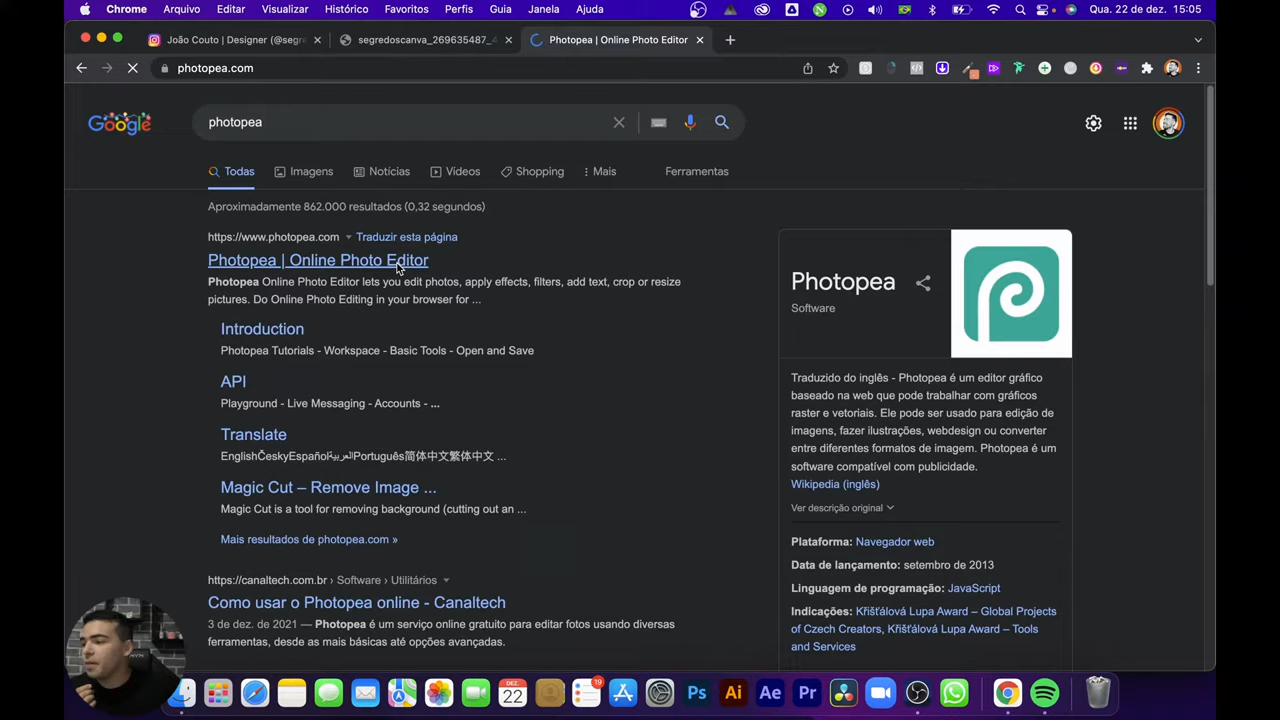 Chrome Arquivo Editar Visualizar Histórico Favoritos Perfis Guia Janela Ajuda Qua. 22 de dez. 15:05
João Couto | Designer (@segre
segredoscanva_269635487_4
Photopea | Online Photo Editor
photopea.com
Google
photopea
Todas Imagens Notícias Vídeos Shopping Mais Ferramentas
Aproximadamente 862.000 resultados (0,32 segundos)
https://www.photopea.com Traduzir esta página
Photopea | Online Photo Editor
Photopea Online Photo Editor lets you edit photos, apply effects, filters, add text, crop or resize
pictures. Do Online Photo Editing in your browser for ...
Introduction
Photopea Tutorials - Workspace - Basic Tools - Open and Save
API
Playground - Live Messaging - Accounts - ...
Translate
EnglishČeskyEspañolالعربيةPortuguês简体中文繁体中文 ...
Magic Cut – Remove Image ...
Magic Cut is a tool for removing background (cutting out an ...
Mais resultados de photopea.com »
https://canaltech.com.br › Software › Utilitários
Como usar o Photopea online - Canaltech
3 de dez. de 2021 — Photopea é um serviço online gratuito para editar fotos usando diversas
ferramentas, desde as mais básicas até opções avançadas.
Photopea
Software
Traduzido do inglês - Photopea é um editor gráfico
baseado na web que pode trabalhar com gráficos
raster e vetoriais. Ele pode ser usado para edição de
imagens, fazer ilustrações, webdesign ou converter
entre diferentes formatos de imagem. Photopea é um
software compatível com publicidade.
Wikipedia (inglês)
Ver descrição original
Plataforma: Navegador web
Data de lançamento: setembro de 2013
Linguagem de programação: JavaScript
Indicações: Křišťálová Lupa Award – Global Projects
of Czech Creators, Křišťálová Lupa Award – Tools
and Services
DEZ.
22
19
Ps Ai Ae Pr